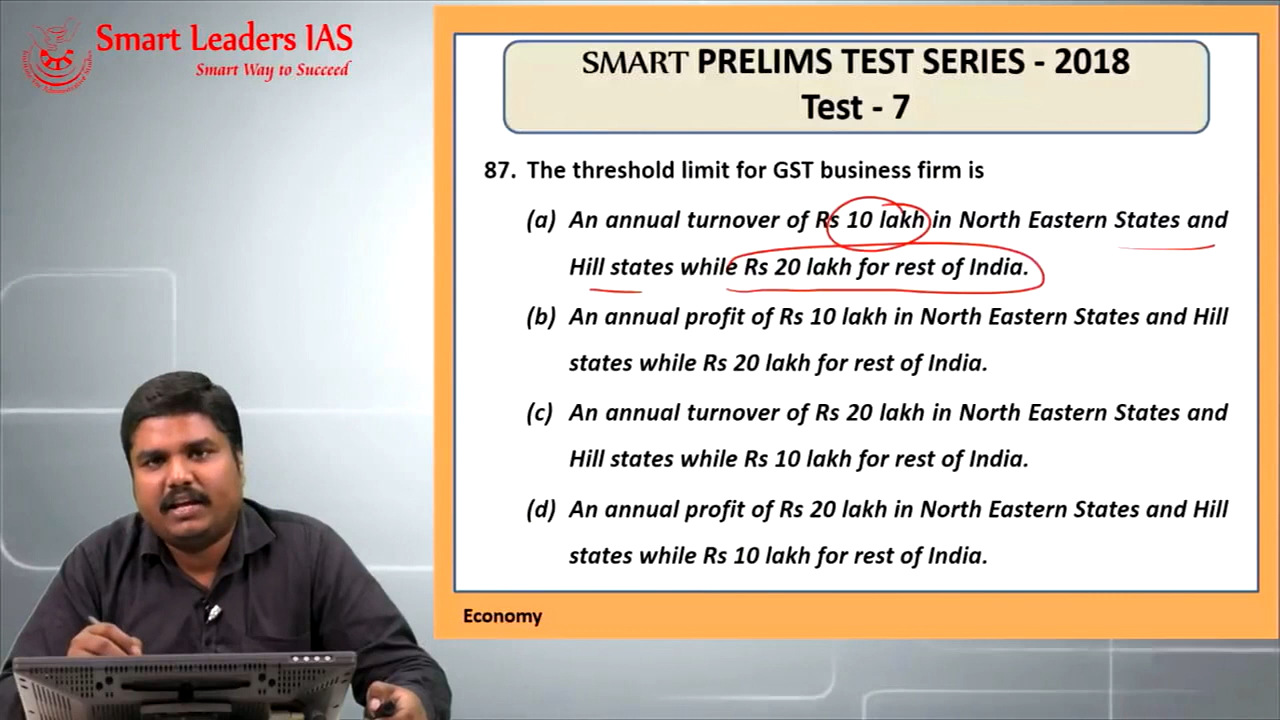 Smart Leaders IAS
Smart Way to Succeed
SMART PRELIMS TEST SERIES - 2018
Test - 7
87. The threshold limit for GST business firm is
(a) An annual turnover of Rs 10 lakh in North Eastern States and
Hill states while Rs 20 lakh for rest of India.
(b) An annual profit of Rs 10 lakh in North Eastern States and Hill
states while Rs 20 lakh for rest of India.
(c) An annual turnover of Rs 20 lakh in North Eastern States and
Hill states while Rs 10 lakh for rest of India.
(d) An annual profit of Rs 20 lakh in North Eastern States and Hill
states while Rs 10 lakh for rest of India.
Economy